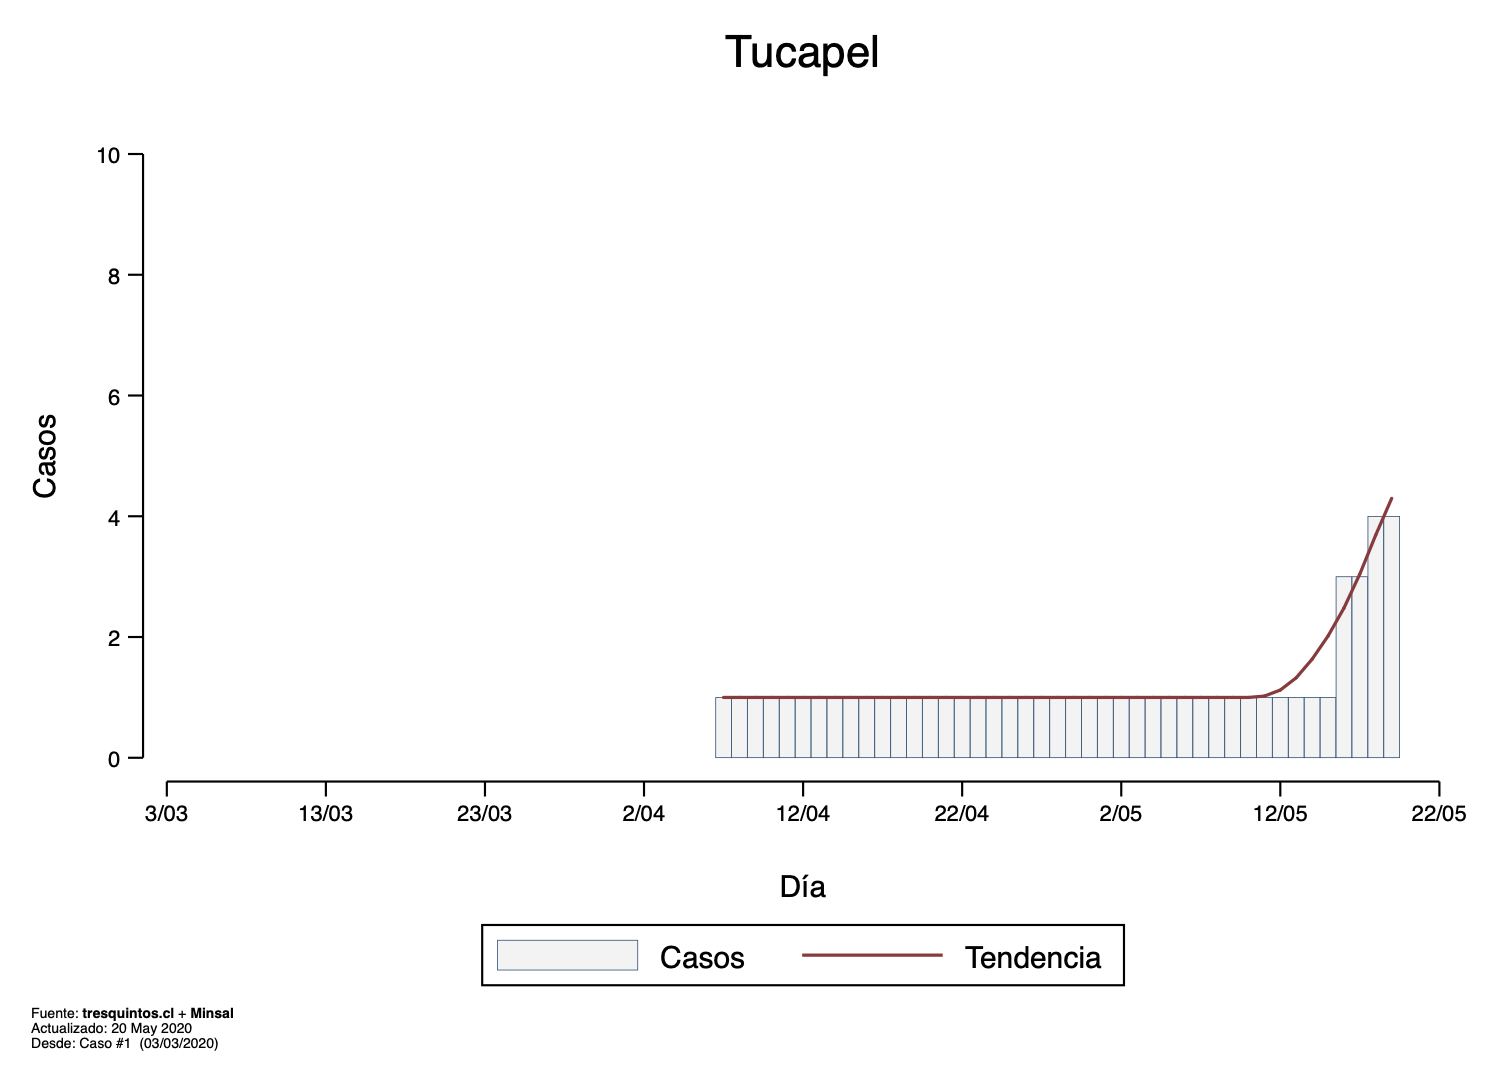 Tucapel
10
8
6
4
2
0
Casos
3/03 13/03 23/03 2/04 12/04 22/04 2/05 12/05 22/05
Día
Casos Tendencia
Fuente: tresquintos.cl + Minsal
Actualizado: 20 May 2020
Desde: Caso #1 (03/03/2020)